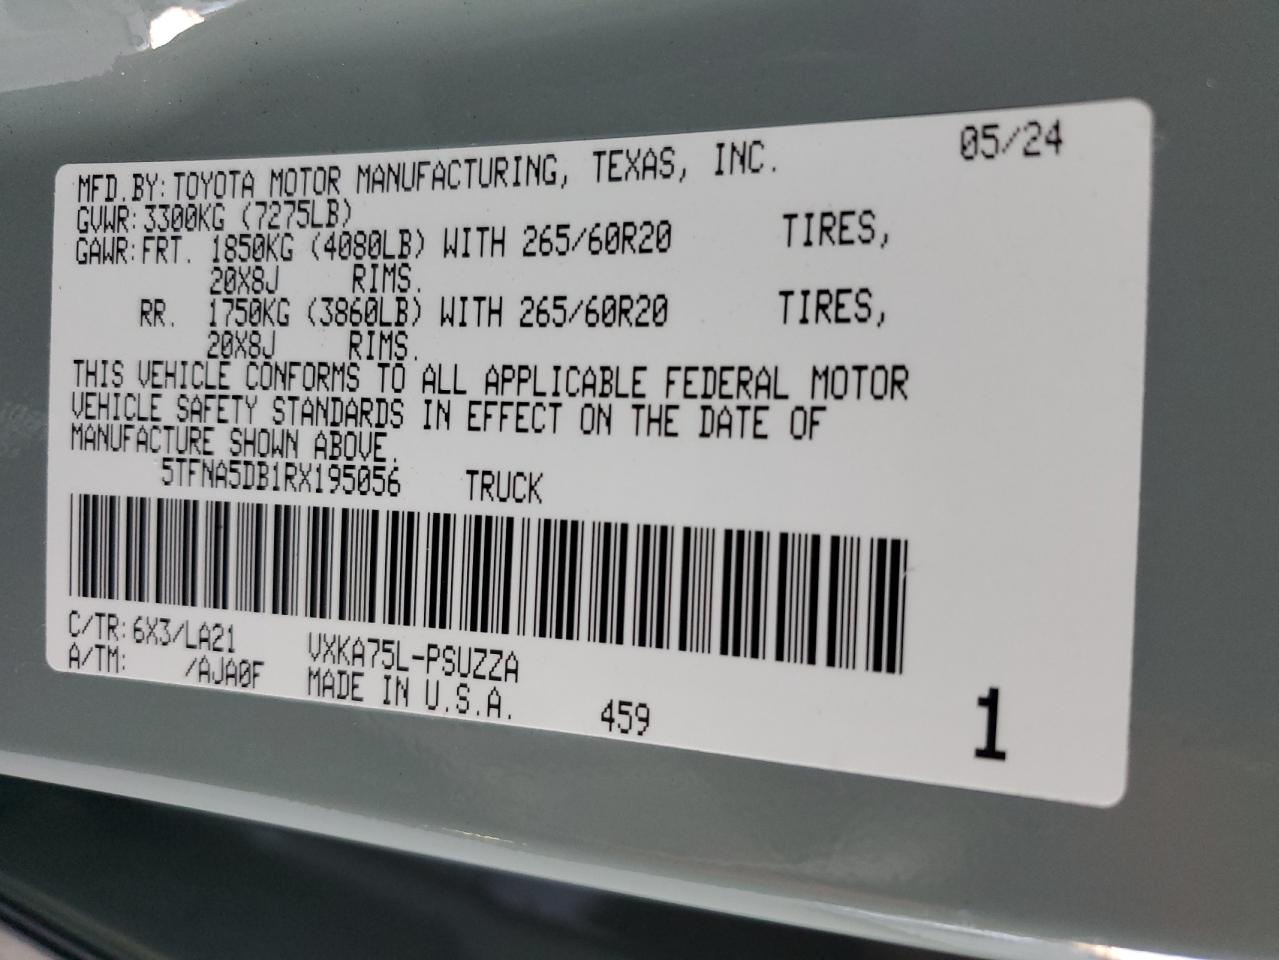 05/24
MFD.BY: TOYOTA MOTOR MANUFACTURING, TEXAS, INC.
GVWR: 3300KG (7275LB)
GAWR: FRT. 1850KG (4080LB) WITH 265/60R20 TIRES,
20X8J RIMS.
RR. 1750KG (3860LB) WITH 265/60R20 TIRES,
20X8J RIMS.
THIS VEHICLE CONFORMS TO ALL APPLICABLE FEDERAL MOTOR
VEHICLE SAFETY STANDARDS IN EFFECT ON THE DATE OF
MANUFACTURE SHOWN ABOVE.
5TFNA5DB1RX195056 TRUCK
C/TR: 6X3/LA21 VXKA75L-PSUZZA
A/TM: /AJA0F MADE IN U.S.A. 459
1